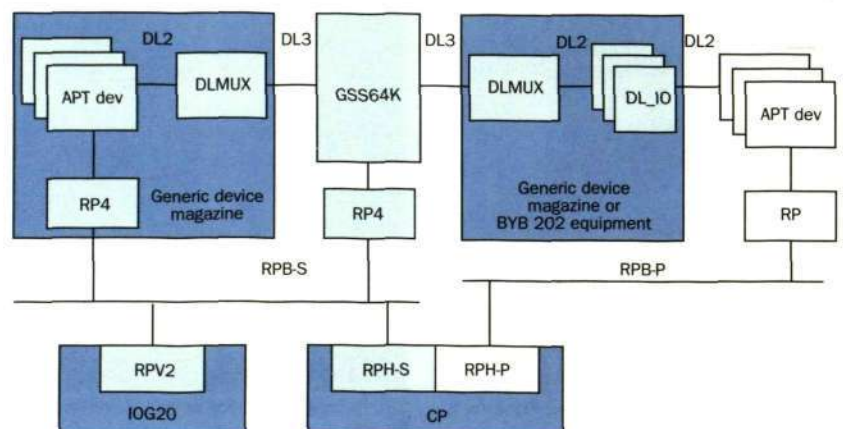 DL2
DL3
DL3
DL2
DL2
APT dev
DLMUX
GSS64K
DLMUX
DL_IO
APT dev
RP4
Generic device
magazine
RP4
Generic device
magazine or
BYB 202 equipment
RP
RPB-S
RPB-P
RPV2
RPH-S
RPH-P
IOG20
CP